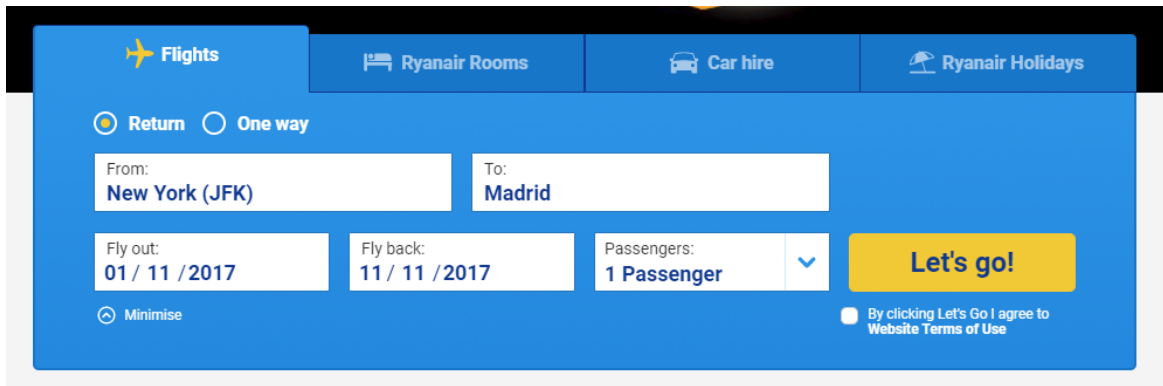 Flights
Ryanair Rooms
Car hire
Ryanair Holidays
Return
One way
From:
New York (JFK)
To:
Madrid
Fly out:
01 / 11 / 2017
Fly back:
11 / 11 / 2017
Passengers:
1 Passenger
Let's go!
Minimise
By clicking Let's Go I agree to
Website Terms of Use